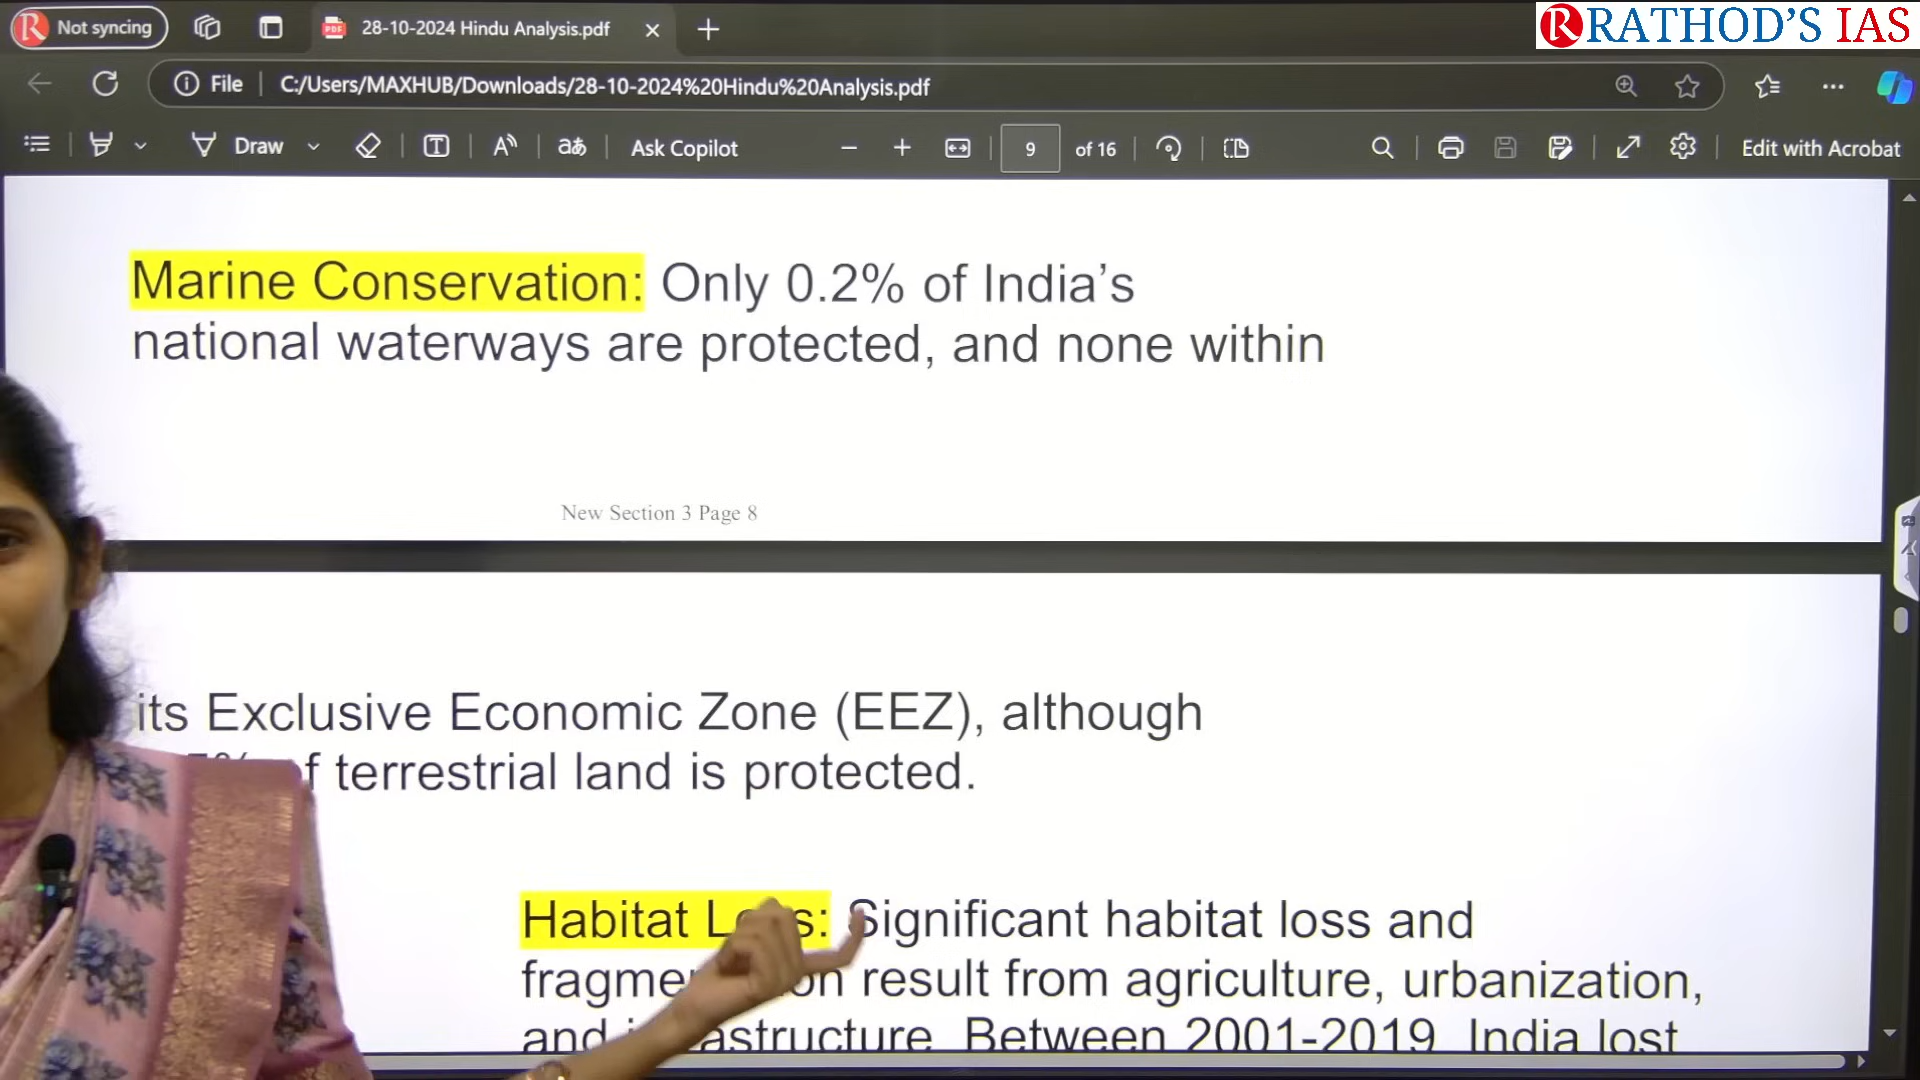 Not syncing
28-10-2024 Hindu Analysis.pdf
RATHOD'S IAS
File
C:/Users/MAXHUB/Downloads/28-10-2024%20Hindu%20Analysis.pdf
Draw
Ask Copilot
9 of 16
Edit with Acrobat
Marine Conservation: Only 0.2% of India's
national waterways are protected, and none within
New Section 3 Page 8
its Exclusive Economic Zone (EEZ), although
terrestrial land is protected.
Habitat Significant habitat loss and
result from agriculture, urbanization,
and Between 2001-2019 India lost